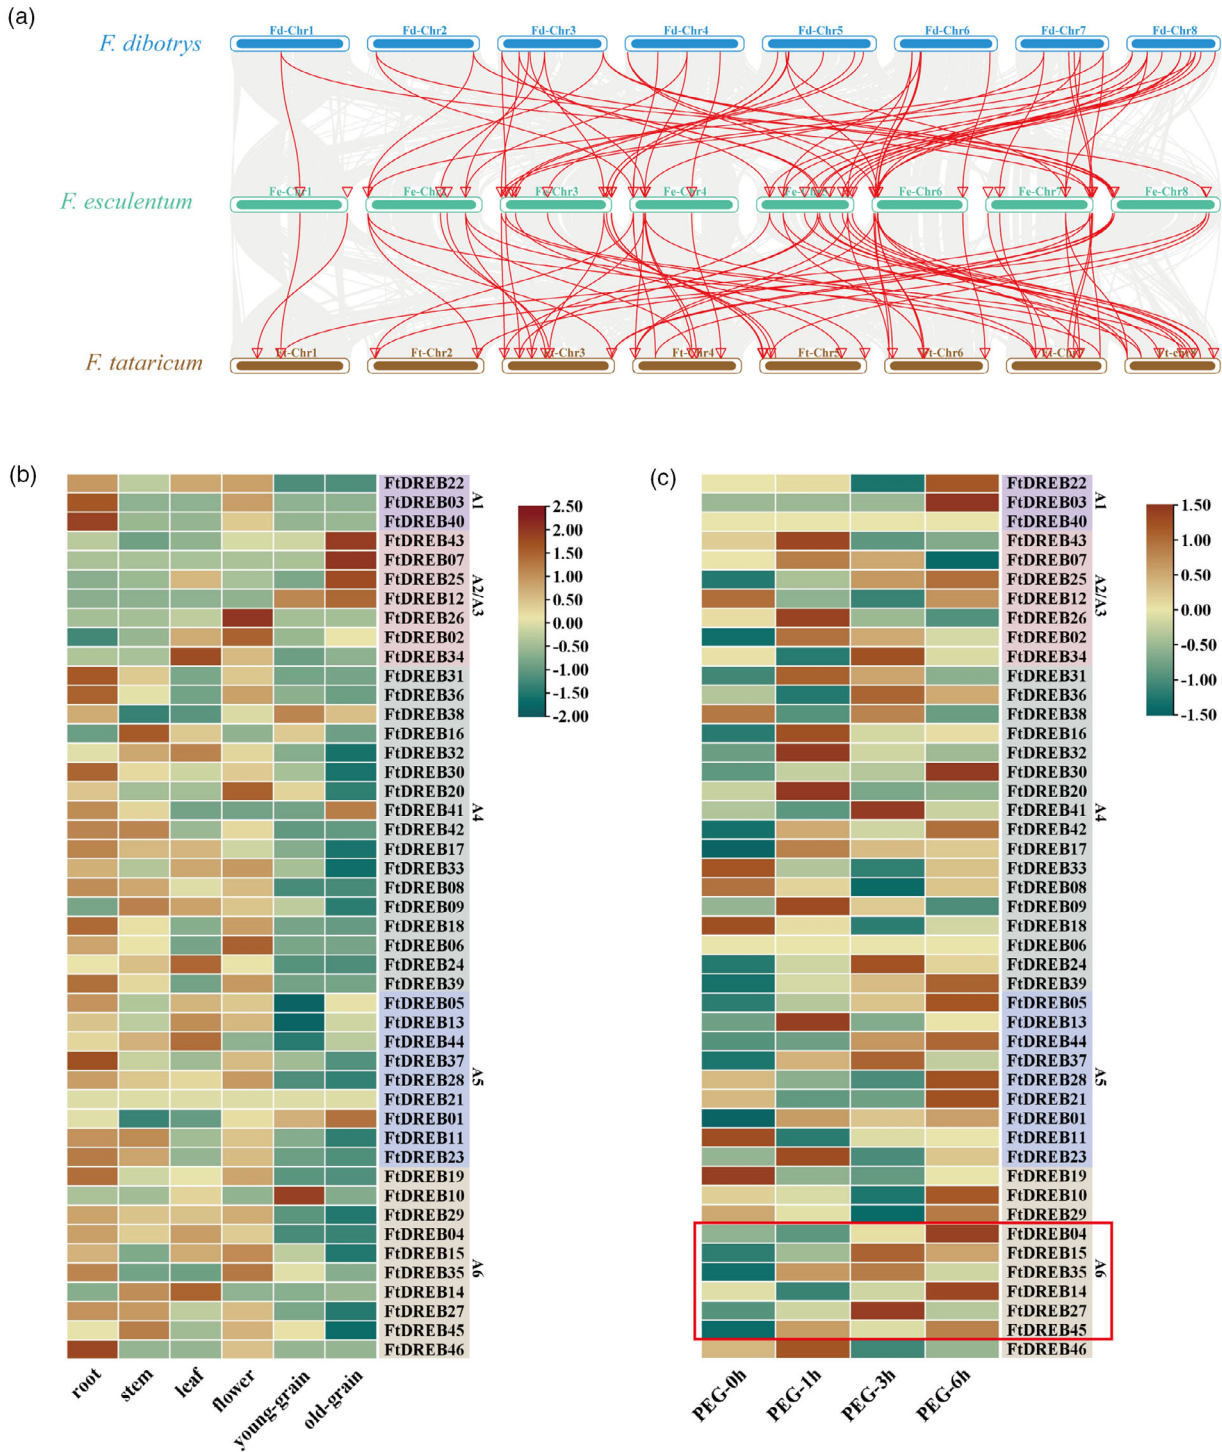 (a)
Fd-Chr1 Fd-Chr2 Fd-Chr3 Fd-Chr4 Fd-Chr5 Fd-Chr6 Fd-Chr7 Fd-Chr8
F. dibotrys
Fe-Chr1 Fe-Chr3 Fe-Chr4 Fe-Chr6 Fe-Chr7 Fe-Chr8
F. esculentum
Ft-Chr2 Ft-Chr4 Ft-Chr5 Ft-Chr6
F. tataricum
(b)
FtDREB22
FtDREB03
FtDREB40
FtDREB43
FtDREB07
FtDREB25
FtDREB12
FtDREB26
FtDREB02
FtDREB34
FtDREB31
FtDREB36
FtDREB38
FtDREB16
FtDREB32
FtDREB30
FtDREB20
FtDREB41
FtDREB42
FtDREB17
FtDREB33
FtDREB08
FtDREB09
FtDREB18
FtDREB06
FtDREB24
FtDREB39
FtDREB05
FtDREB13
FtDREB44
FtDREB37
FtDREB28
FtDREB21
FtDREB01
FtDREB11
FtDREB23
FtDREB19
FtDREB10
FtDREB29
FtDREB04
FtDREB15
FtDREB35
FtDREB14
FtDREB27
FtDREB45
FtDREB46
A1
A2/A3
A4
A5
A6
root stem leaf flower young-grain old-grain
2.50
2.00
1.50
1.00
0.50
0.00
-0.50
-1.00
-1.50
-2.00
(c)
FtDREB22
FtDREB03
FtDREB40
FtDREB43
FtDREB07
FtDREB25
FtDREB12
FtDREB26
FtDREB02
FtDREB34
FtDREB31
FtDREB36
FtDREB38
FtDREB16
FtDREB32
FtDREB30
FtDREB20
FtDREB41
FtDREB42
FtDREB17
FtDREB33
FtDREB08
FtDREB09
FtDREB18
FtDREB06
FtDREB24
FtDREB39
FtDREB05
FtDREB13
FtDREB44
FtDREB37
FtDREB28
FtDREB21
FtDREB01
FtDREB11
FtDREB23
FtDREB19
FtDREB10
FtDREB29
FtDREB04
FtDREB15
FtDREB35
FtDREB14
FtDREB27
FtDREB45
FtDREB46
A1
A2/A3
A4
A5
A6
PEG-0h PEG-1h PEG-3h PEG-6h
1.50
1.00
0.50
0.00
-0.50
-1.00
-1.50